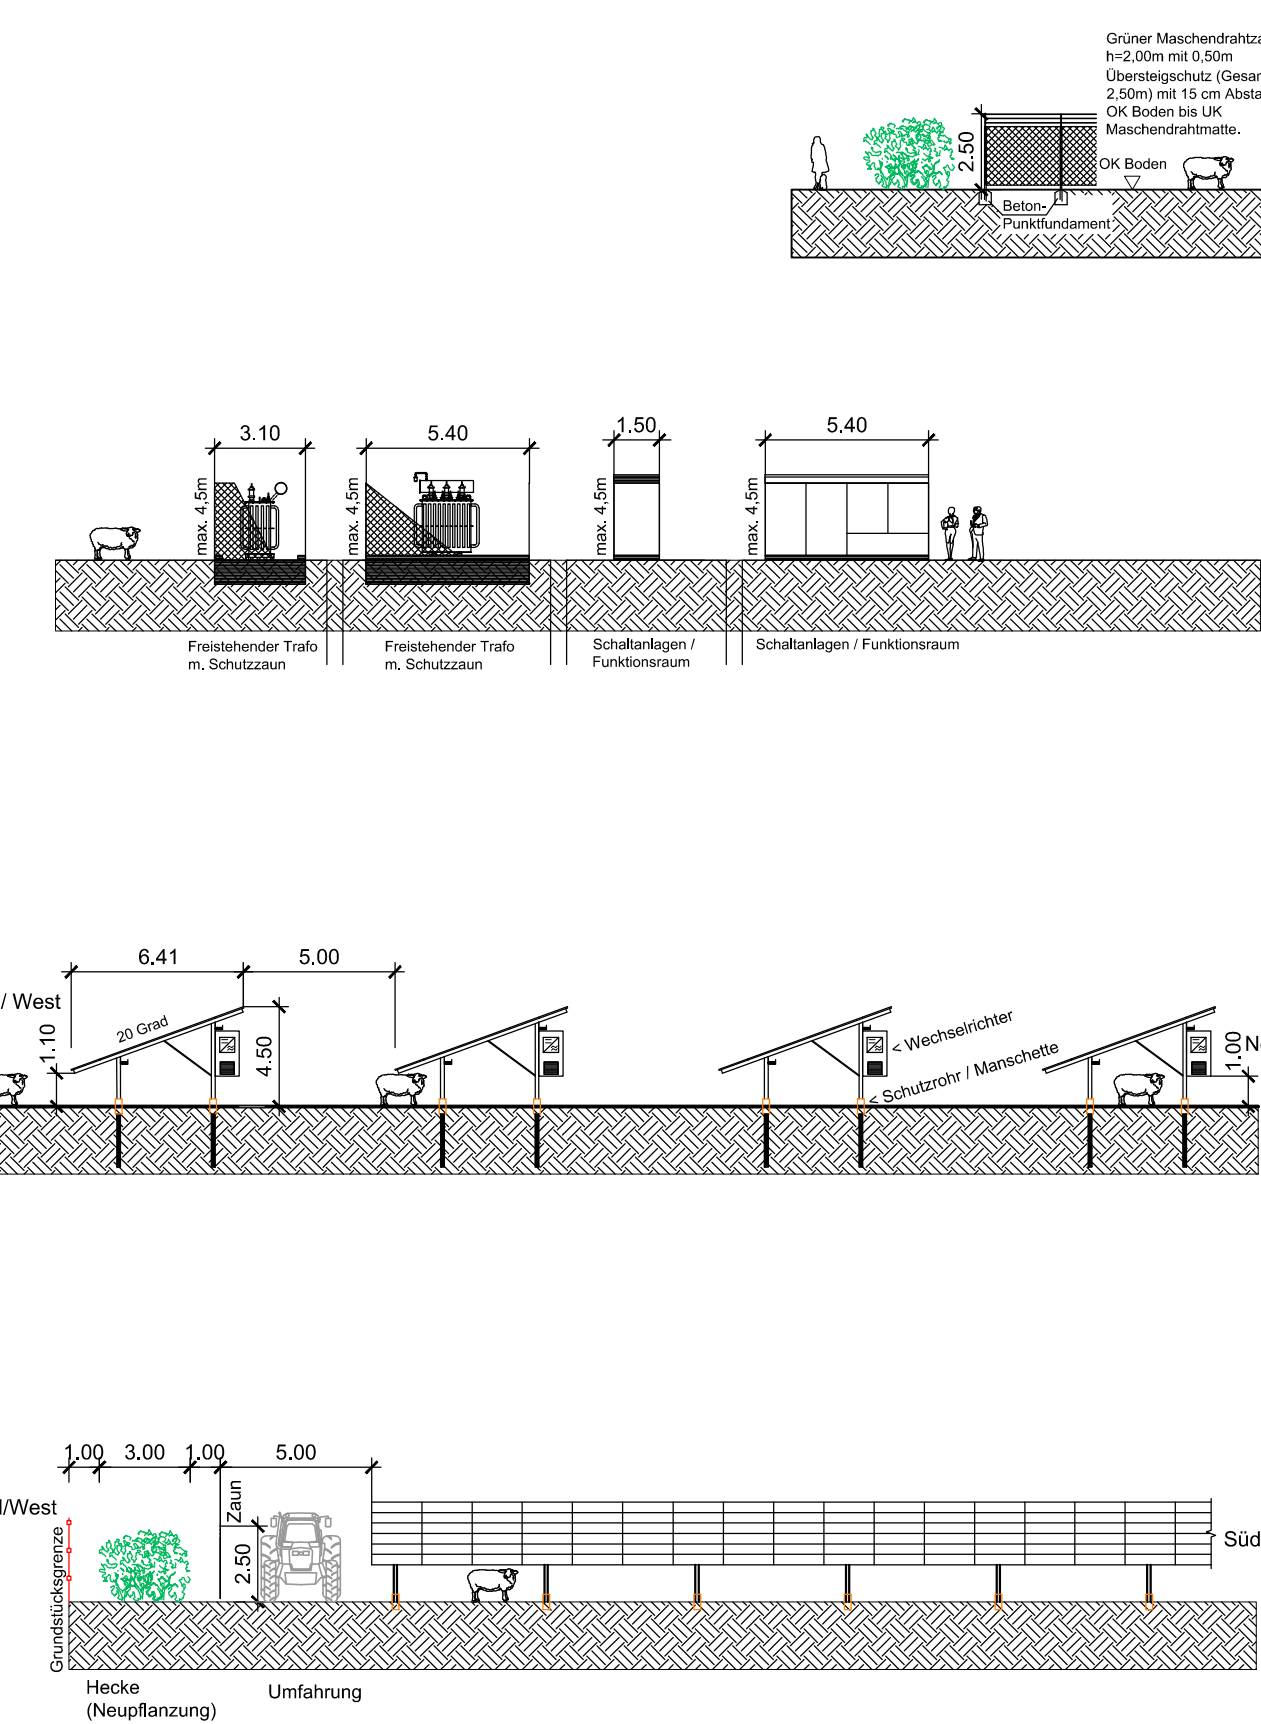 Grüner
h=2,00m mit 0,50m
Übersteigschutz
2,50m) mit 15 cm
OK Boden bis UK
Maschendrahtmatte.
2.50
OK Boden
Beton-
Punktfundament
3.10
5.40
1.50
5.40
max. 4,5m
max. 4,5m
max. 4,5m
max. 4,5m
Freistehender Trafo
m. Schutzzaun
Freistehender Trafo
m. Schutzzaun
Schaltanlagen /
Funktionsraum
Schaltanlagen / Funktionsraum
6.41
5.00
/ West
20 Grad
1.10
4.50
< Wechselrichter
< Schutzrohr / Manschette
1.00
1.00
3.00
1.00
5.00
/West
Zaun
2.50
Grundstücksgrenze
Süd
Hecke
(Neupflanzung)
Umfahrung